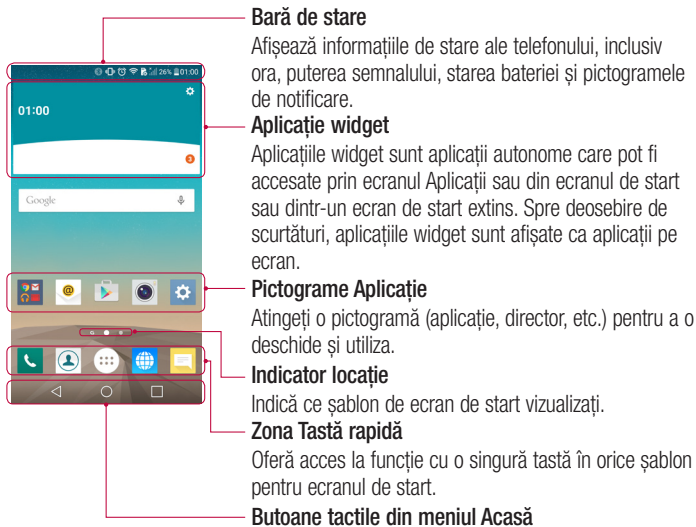 Bară de stare
Afișează informațiile de stare ale telefonului, inclusiv
ora, puterea semnalului, starea bateriei și pictogramele
de notificare.
26% 01:00
01:00
3
Google
Aplicație widget
Aplicațiile widget sunt aplicații autonome care pot fi
accesate prin ecranul Aplicații sau din ecranul de start
sau dintr-un ecran de start extins. Spre deosebire de
scurtături, aplicațiile widget sunt afișate ca aplicații pe
ecran.
Pictograme Aplicație
Atingeți o pictogramă (aplicație, director, etc.) pentru a o
deschide și utiliza.
Indicator locație
Indică ce șablon de ecran de start vizualizați.
Zona Tastă rapidă
Oferă acces la funcție cu o singură tastă în orice șablon
pentru ecranul de start.
Butoane tactile din meniul Acasă